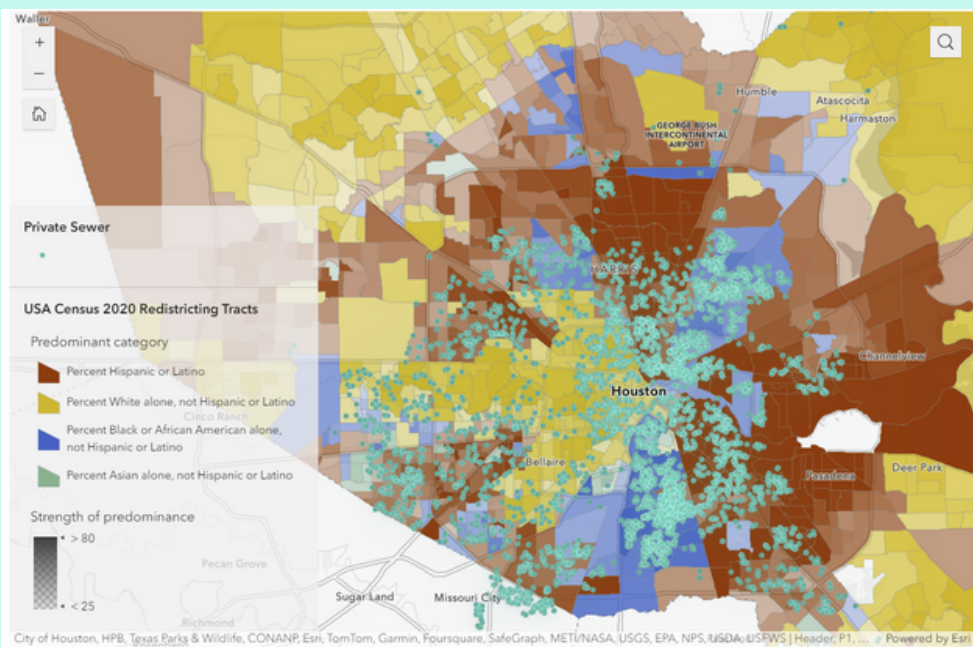 Waller
+
−
Humble
Atascocita
Harmaston
GEORGE BUSH
INTERCONTINENTAL
AIRPORT
Private Sewer
HARRIS
USA Census 2020 Redistricting Tracts
Predominant category
Channelview
Percent Hispanic or Latino
Houston
Percent White alone, not Hispanic or Latino
Cinco Ranch
Percent Black or African American alone,
not Hispanic or Latino
Bellaire
Deer Park
Percent Asian alone, not Hispanic or Latino
Pasadena
Strength of predominance
> 80
Pecan Grove
Sugar Land
Missouri City
< 25
Richmond
City of Houston, HPB, Texas Parks & Wildlife, CONANP, Esri, TomTom, Garmin, Foursquare, SafeGraph, METI/NASA, USGS, EPA, NPS, USDA, USFWS | Header, P1, ...
Powered by Esri